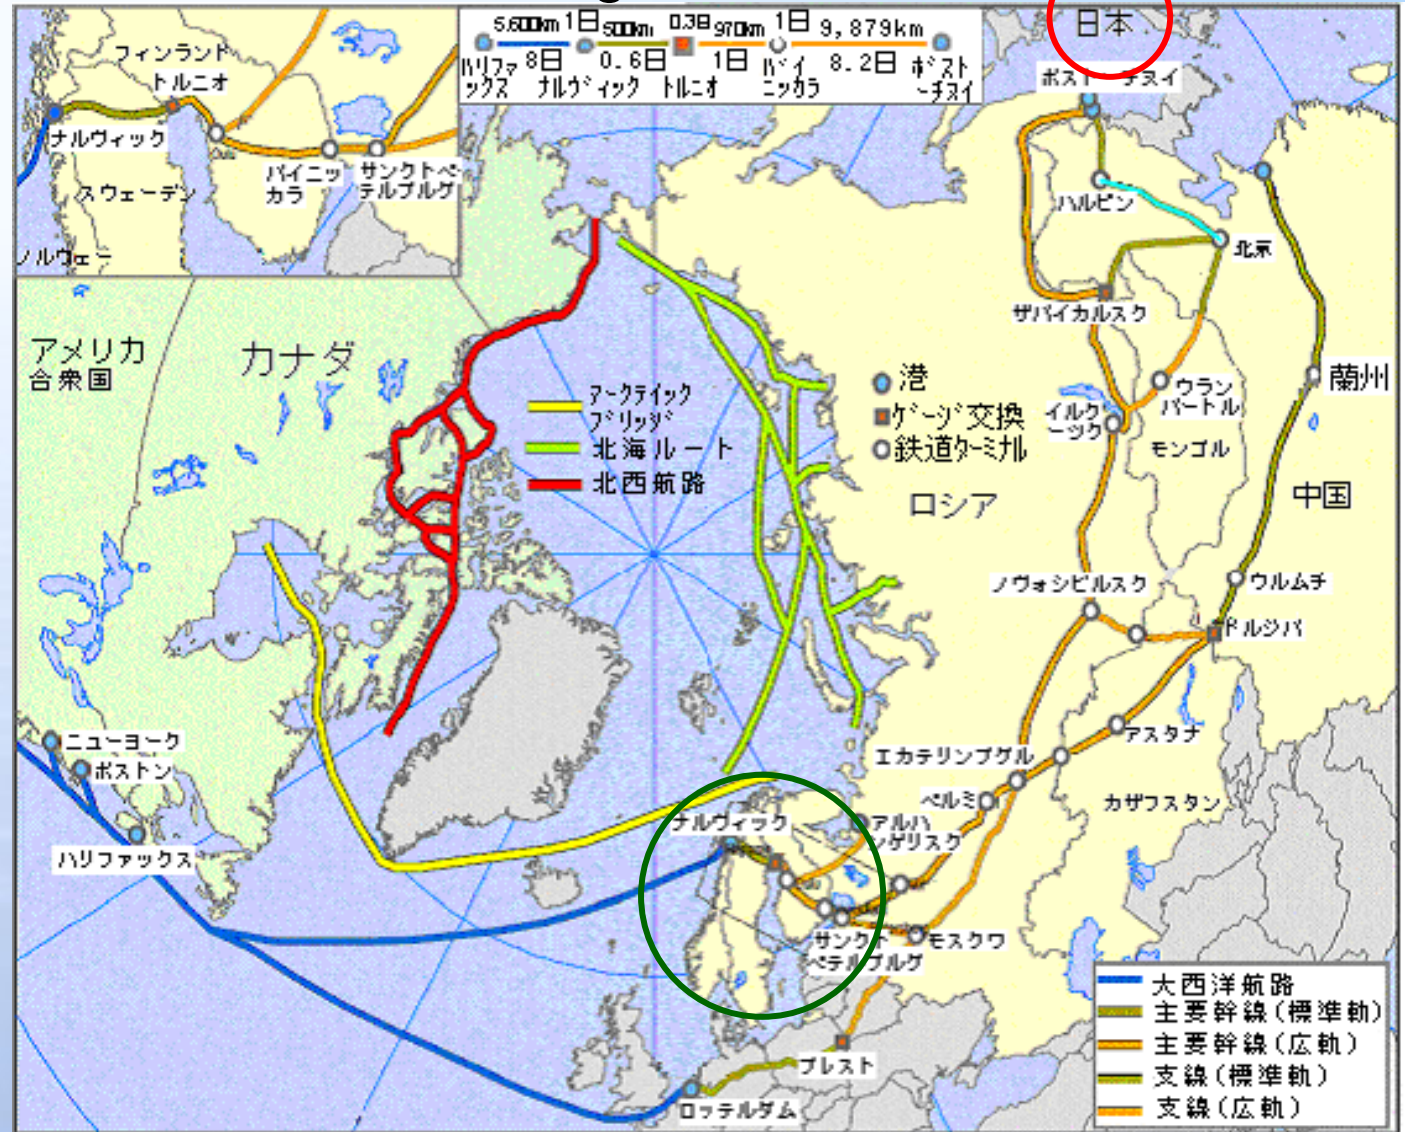 フィンランド
トルニオ
ナルヴィック
スウェーデン
バイニッ
カラ
サンクトペ
テルブルグ
ノルウェー
5,600km 1日 500km 0.3日 970km 1日 9,879km
8日 0.6日 1日 8.2日
ハリファ
ックス
ナルヴィック
トルニオ
バイ
ニッカラ
ボスト
ーチヌイ
日本
ボストーチヌイ
ハルビン
北京
ザバイカルスク
アメリカ
合衆国
カナダ
アークティック
ブリッジ
北海ルート
北西航路
港
ゲージ交換
鉄道ターミナル
イルク
ーツク
ウラン
バートル
モンゴル
蘭州
ロシア
中国
ノヴォシビルスク
ウルムチ
ドルジバ
ニューヨーク
ボストン
ハリファックス
アスタナ
エカテリンブグル
ペルミ
カザフスタン
ナルヴィック
アルハ
ンゲリスク
サンクト
ペテルブルグ
モスクワ
ブレスト
ロッテルダム
大西洋航路
主要幹線(標準軌)
主要幹線(広軌)
支線(標準軌)
支線(広軌)